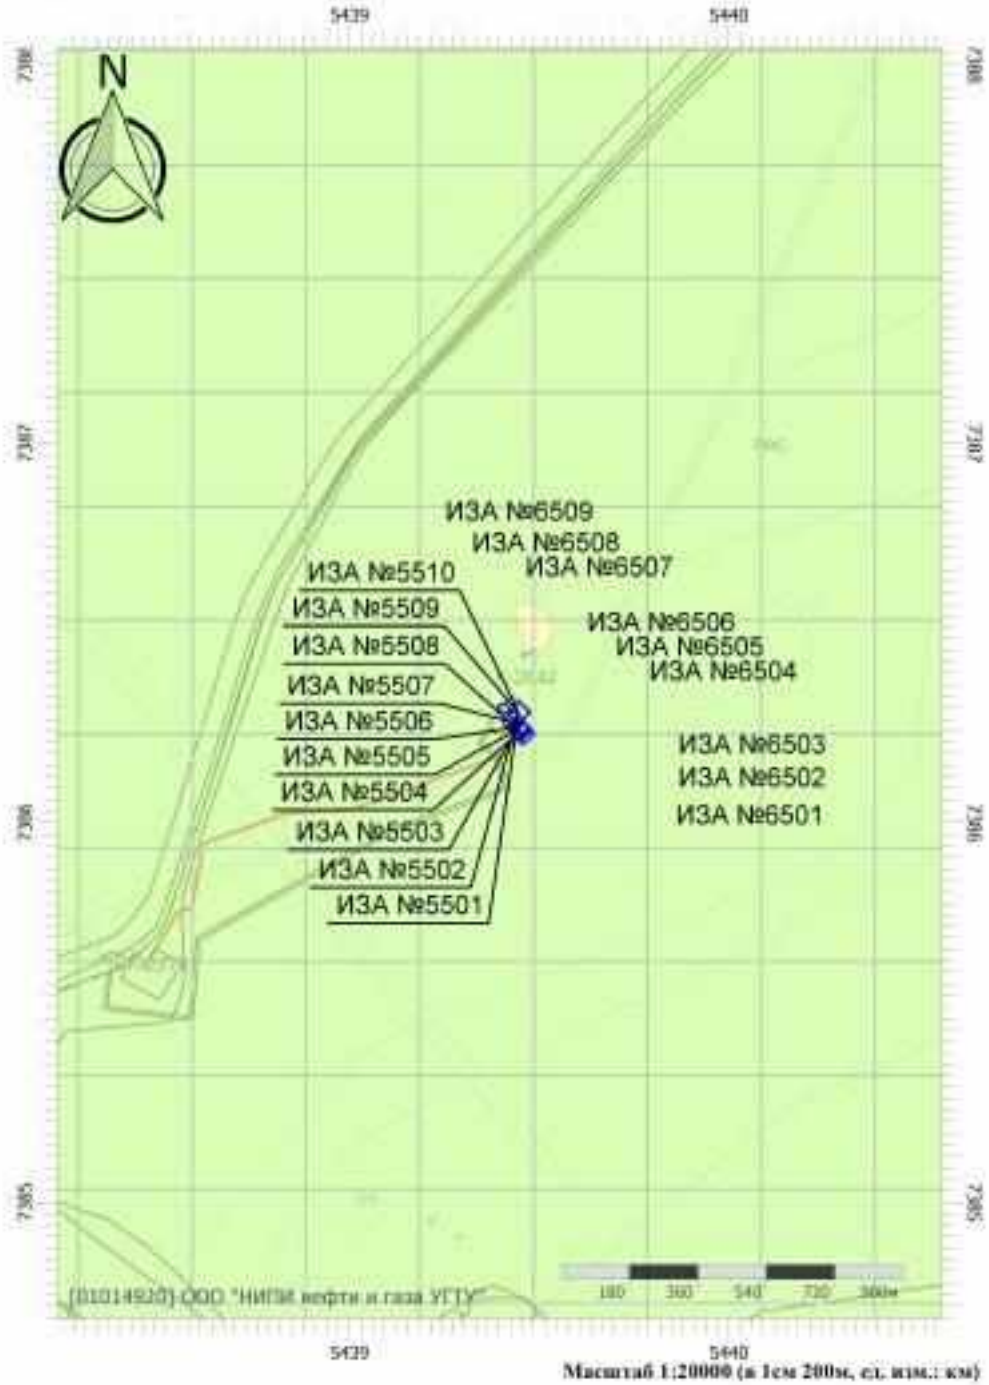 5439 5440
7388 7388
N
7387 7387
ИЗА №6509
ИЗА №6508
ИЗА №6507
ИЗА №5510
ИЗА №5509
ИЗА №6506
ИЗА №5508
ИЗА №6505
ИЗА №6504
ИЗА №5507
ИЗА №5506
ИЗА №6503
ИЗА №5505
ИЗА №6502
ИЗА №5504
ИЗА №6501
7386 7386
ИЗА №5503
ИЗА №5502
ИЗА №5501
7385 7385
180 360 540 720 900м
[01014920] ООО "НИПИ нефти и газа УГТУ"
5439 5440
Масштаб 1:20000 (в 1см 200м, ед. изм.: км)